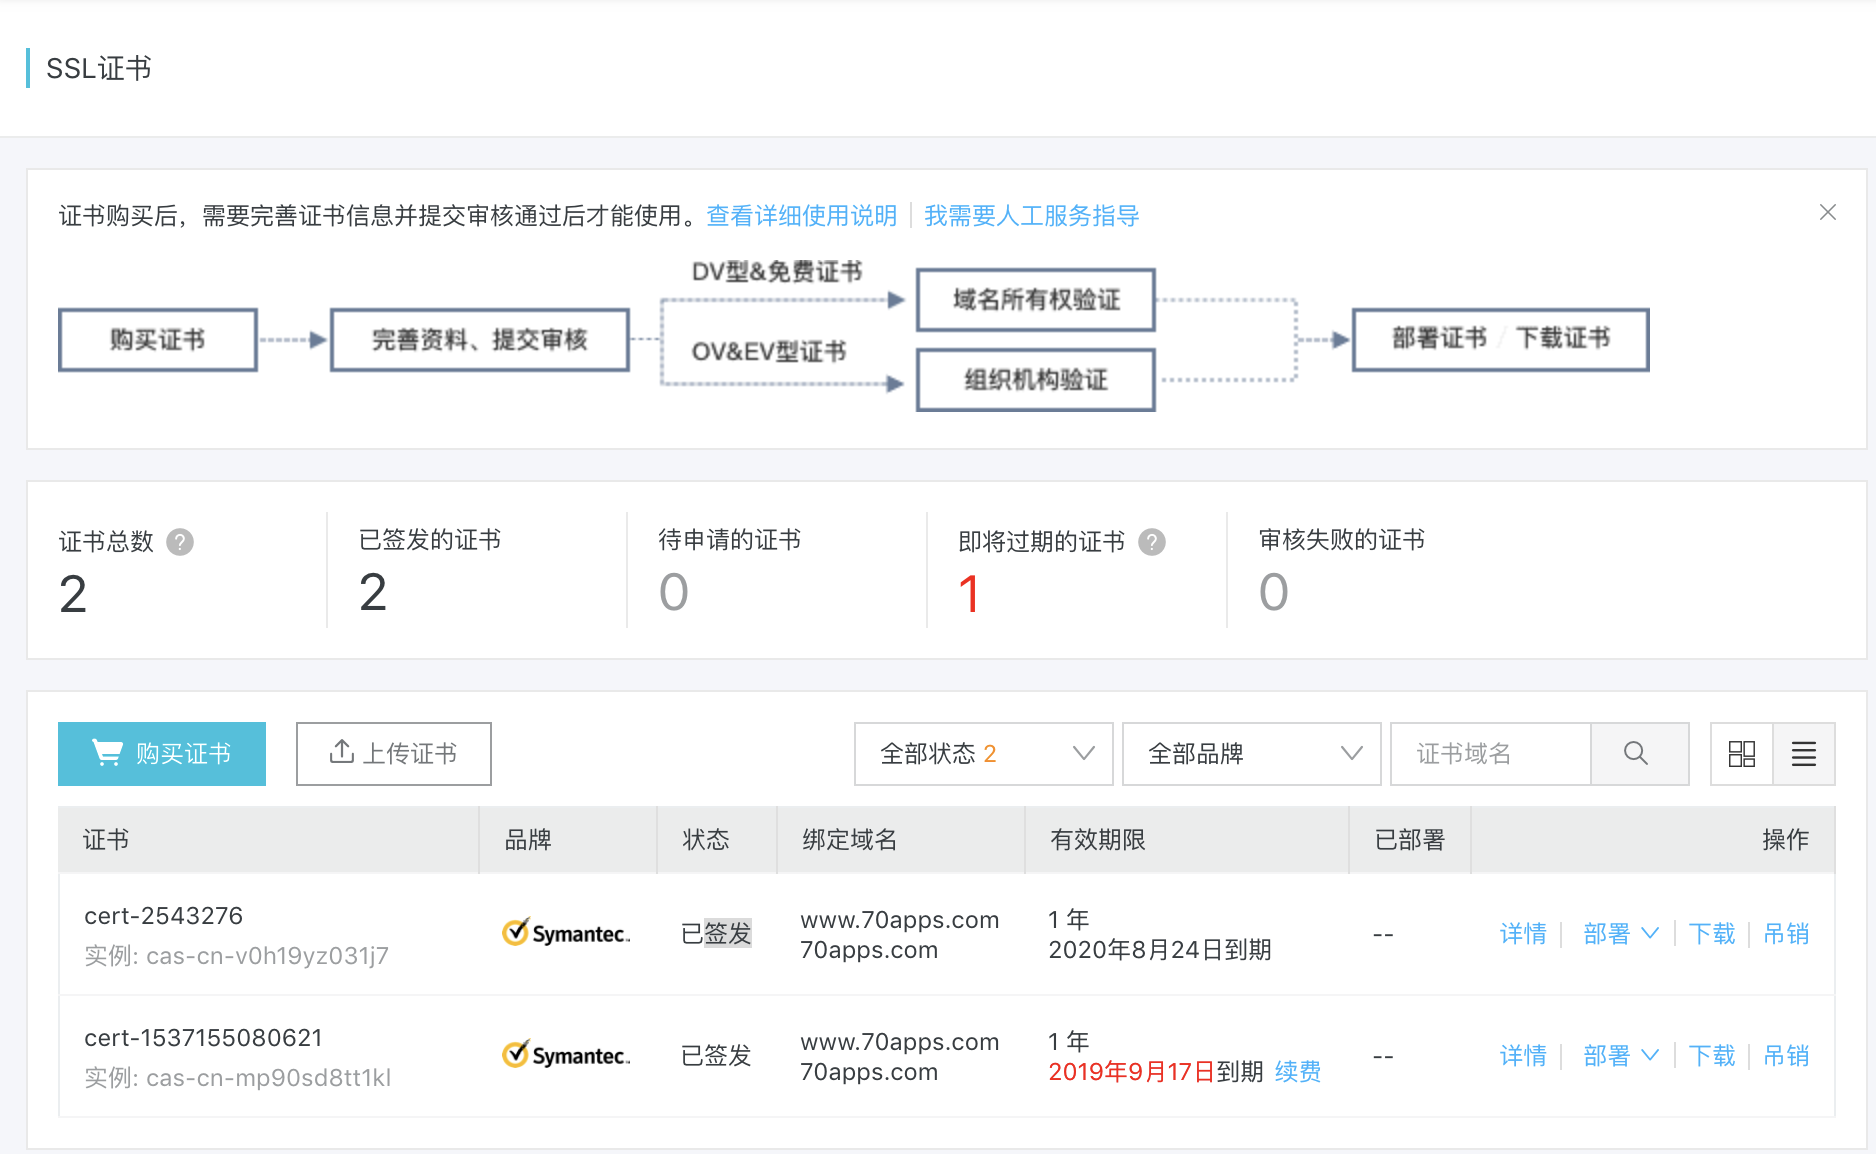 SSL证书
证书购买后，需要完善证书信息并提交审核通过后才能使用。查看详细使用说明 | 我需要人工服务指导
购买证书
完善资料、提交审核
DV型&免费证书
OV&EV型证书
域名所有权验证
组织机构验证
部署证书 / 下载证书
证书总数 ?
2
已签发的证书
2
待申请的证书
0
即将过期的证书 ?
1
审核失败的证书
0
购买证书
上传证书
全部状态 2
全部品牌
证书域名
证书 品牌 状态 绑定域名 有效期限 已部署 操作
cert-2543276
实例: cas-cn-v0h19yz031j7
Symantec.
已签发
www.70apps.com
70apps.com
1 年
2020年8月24日到期
--
详情 | 部署 | 下载 | 吊销
cert-1537155080621
实例: cas-cn-mp90sd8tt1kl
Symantec.
已签发
www.70apps.com
70apps.com
1 年
2019年9月17日到期 续费
--
详情 | 部署 | 下载 | 吊销